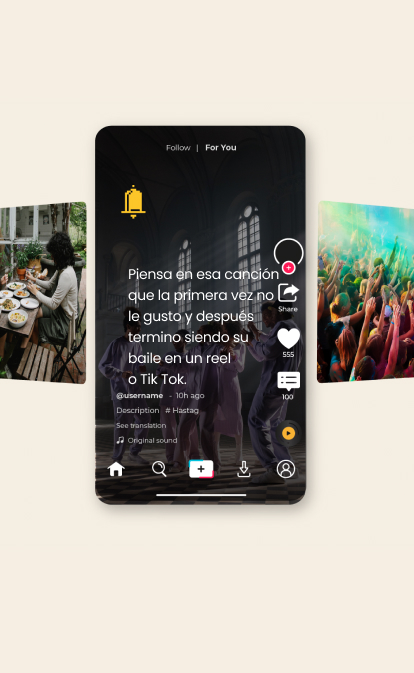 Follow | For You
Piensa en esa canción
que la primera vez no
le gusto y después
termino siendo su
baile en un reel
o Tik Tok.
Share
555
100
@username - 10h ago
Description # Hastag
See translation
Original sound